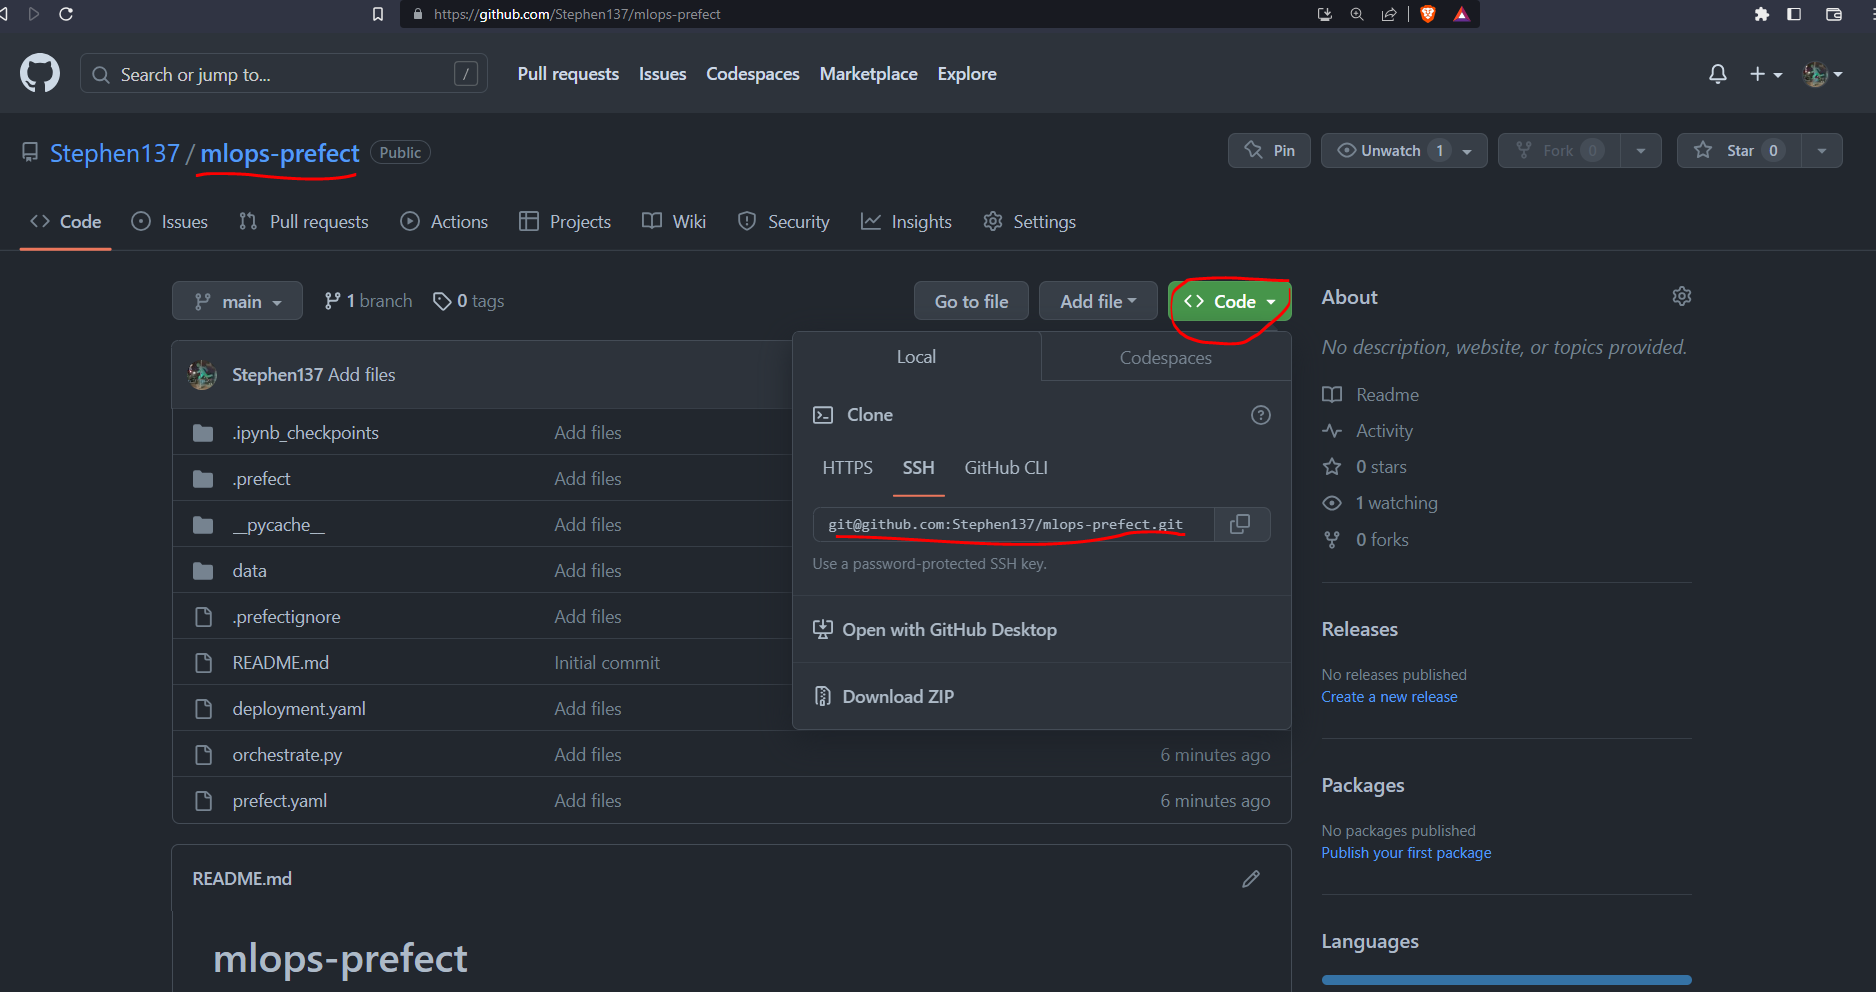 https://github.com/Stephen137/mlops-prefect
Search or jump to...
/
Pull requests
Issues
Codespaces
Marketplace
Explore
Stephen137 / mlops-prefect
Public
Pin
Unwatch 1
Fork 0
Star 0
Code
Issues
Pull requests
Actions
Projects
Wiki
Security
Insights
Settings
main
1 branch
0 tags
Go to file
Add file
Code
Local
Codespaces
Clone
HTTPS
SSH
GitHub CLI
git@github.com:Stephen137/mlops-prefect.git
Use a password-protected SSH key.
Open with GitHub Desktop
Download ZIP
Stephen137 Add files
.ipynb_checkpoints Add files
.prefect Add files
__pycache__ Add files
data Add files
.prefectignore Add files
README.md Initial commit
deployment.yaml Add files
orchestrate.py Add files 6 minutes ago
prefect.yaml Add files 6 minutes ago
README.md
mlops-prefect
About
No description, website, or topics provided.
Readme
Activity
0 stars
1 watching
0 forks
Releases
No releases published
Create a new release
Packages
No packages published
Publish your first package
Languages